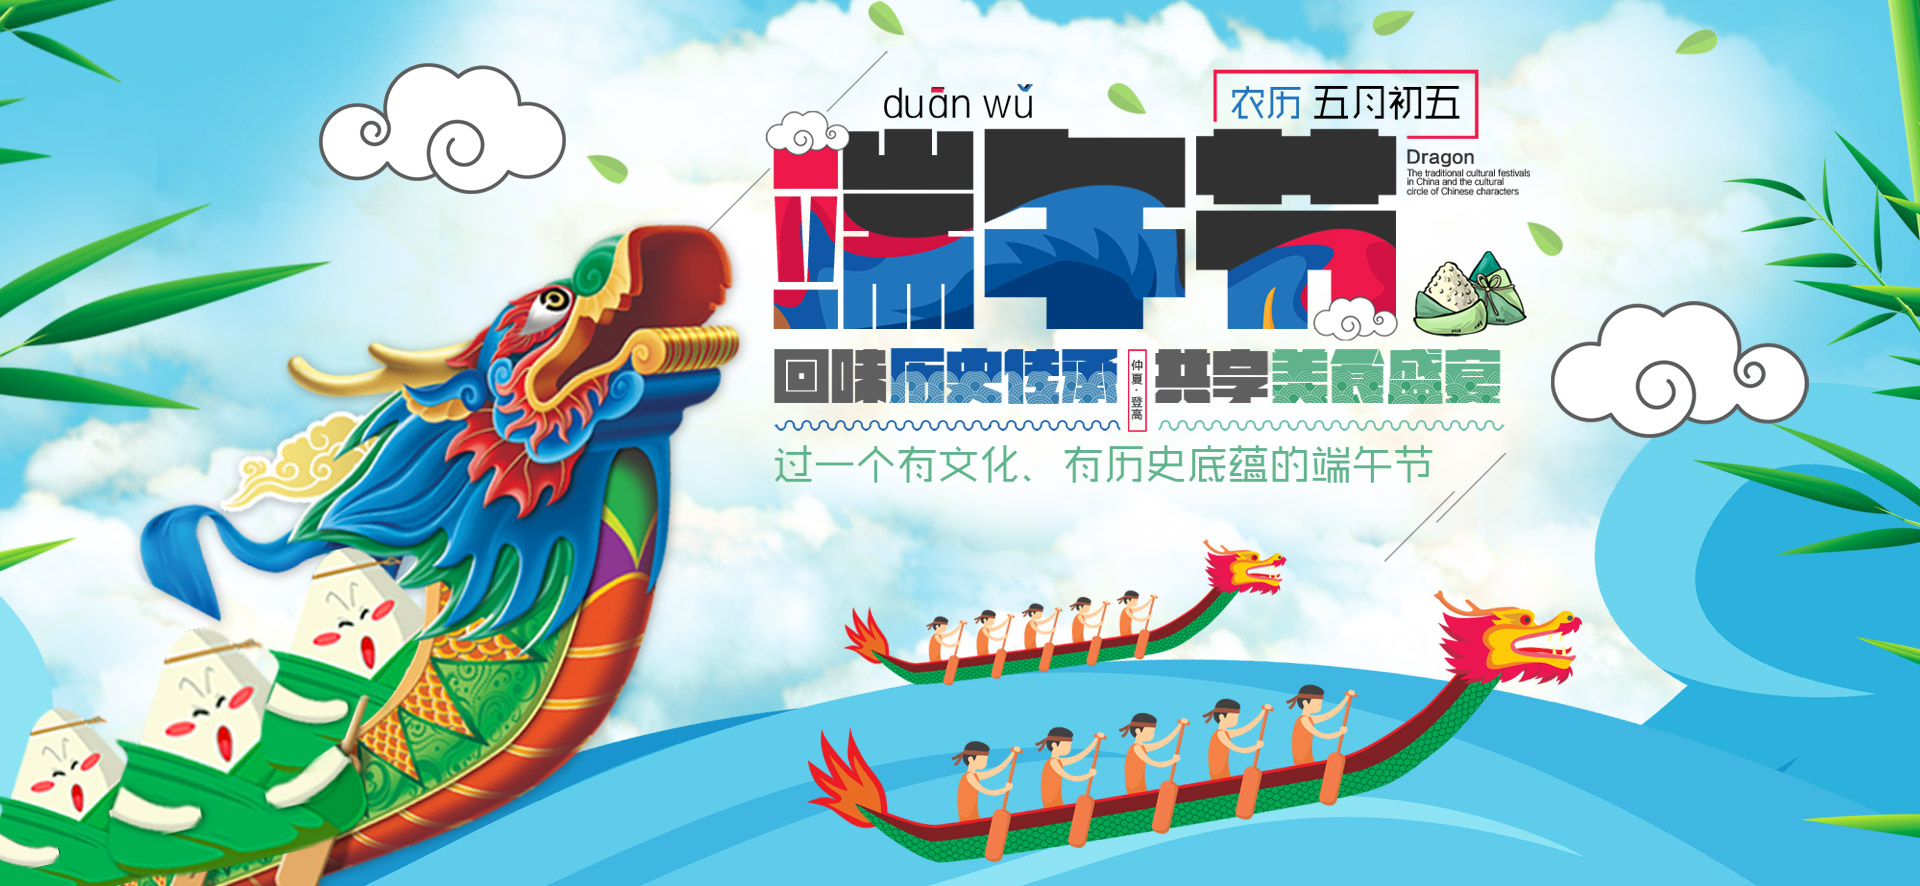 duān wǔ
农历 五月初五
端午节
Dragon
The traditional cultural festivals
in China and the cultural
circle of Chinese characters
回味历史传承
仲夏·登高
共享美食盛宴
过一个有文化、有历史底蕴的端午节